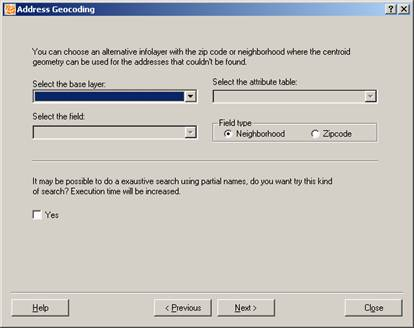 Address Geocoding
You can choose an alternative infolayer with the zip code or neighborhood where the centroid
geometry can be used for the addresses that couldn't be found.
Select the base layer:
Select the attribute table:
Select the field:
Field type
Neighborhood
Zipcode
It may be possible to do a exaustive search using partial names, do you want try this kind
of search? Execution time will be increased.
Yes
Help
< Previous
Next >
Close